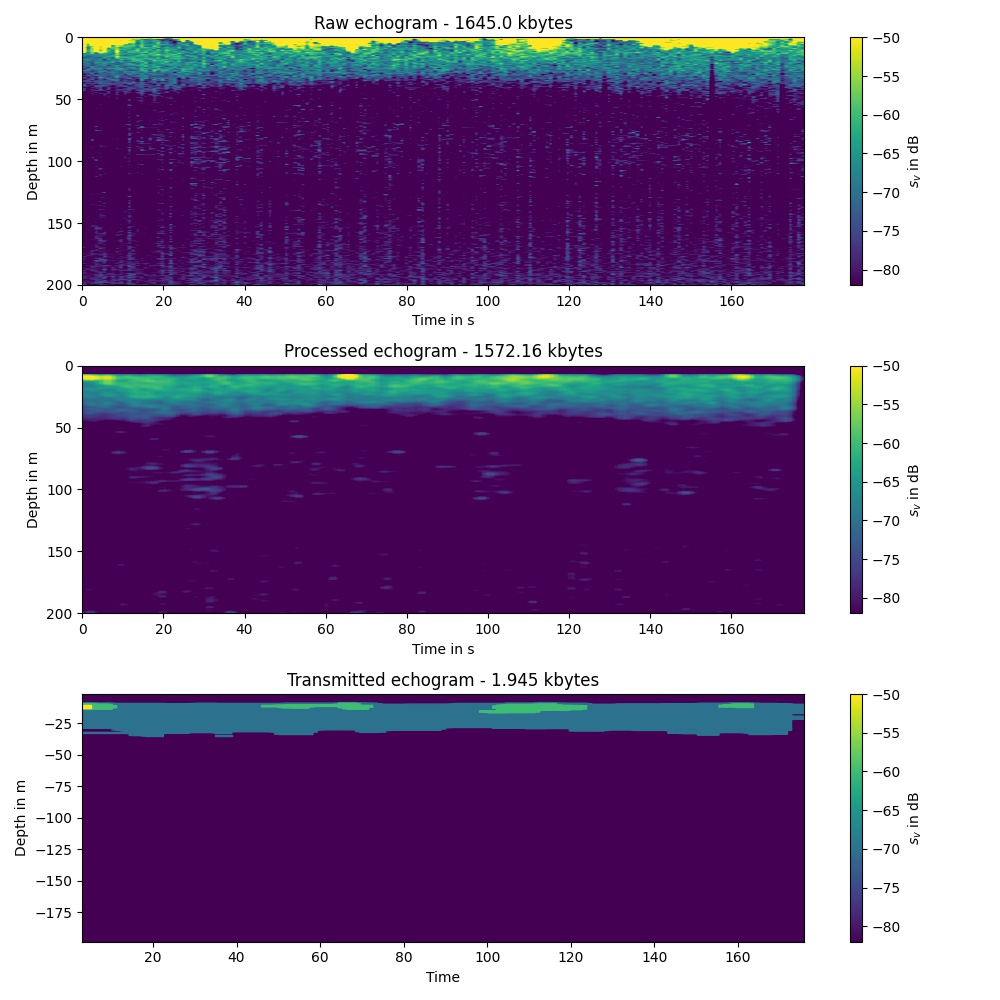 Raw echogram - 1645.0 kbytes
0
50
100
150
200
Depth in m
0 20 40 60 80 100 120 140 160
Time in s
−50
−55
−60
−65
−70
−75
−80
sv in dB
Processed echogram - 1572.16 kbytes
0
50
100
150
200
Depth in m
0 20 40 60 80 100 120 140 160
Time in s
−50
−55
−60
−65
−70
−75
−80
sv in dB
Transmitted echogram - 1.945 kbytes
−25
−50
−75
−100
−125
−150
−175
Depth in m
20 40 60 80 100 120 140 160
Time
−50
−55
−60
−65
−70
−75
−80
sv in dB